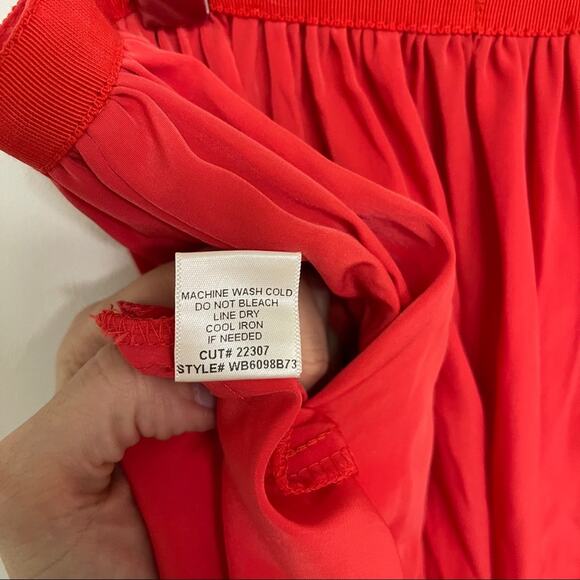 MACHINE WASH COLD
DO NOT BLEACH
LINE DRY
COOL IRON
IF NEEDED
CUT# 22307
STYLE# WB6098B73